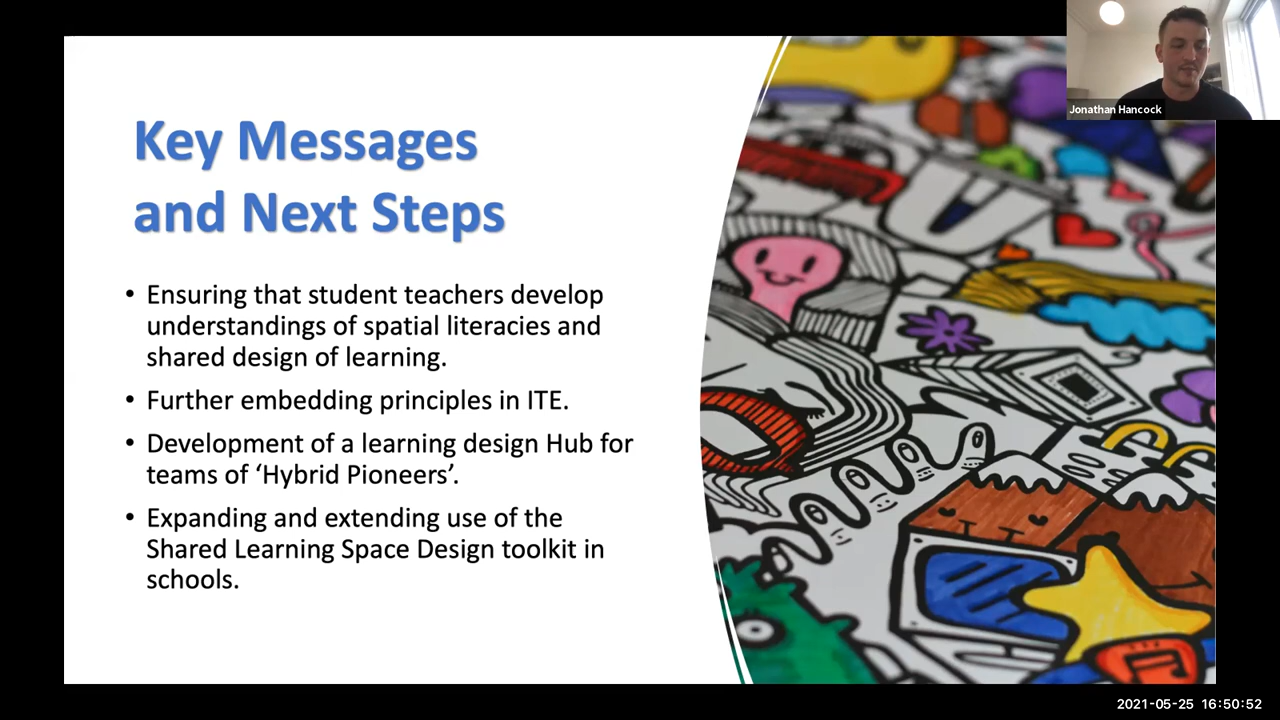 Jonathan Hancock
Key Messages
and Next Steps
• Ensuring that student teachers develop
understandings of spatial literacies and
shared design of learning.
• Further embedding principles in ITE.
• Development of a learning design Hub for
teams of ‘Hybrid Pioneers’.
• Expanding and extending use of the
Shared Learning Space Design toolkit in
schools.
2021-05-25 16:50:52